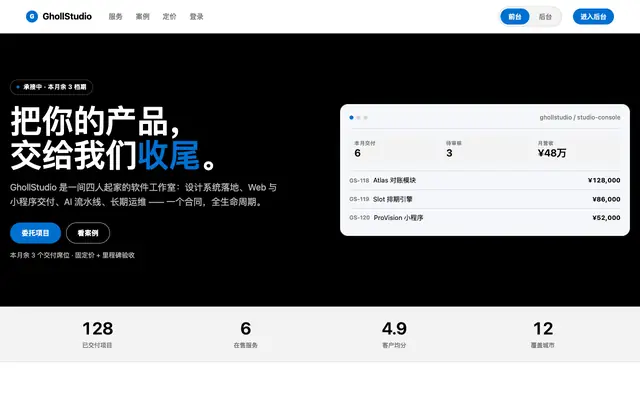 G GhollStudio 服务 案例 定价 登录 前台 后台 进入后台
承接中 · 本月余 3 档期
把你的产品，
交给我们收尾。
GhollStudio 是一间四人起家的软件工作室：设计系统落地、Web 与
小程序交付、AI 流水线、长期运维 —— 一个合同，全生命周期。
委托项目 看案例
本月余 3 个交付席位 · 固定价 + 里程碑验收
ghollstudio / studio-console
本月交付 待审核 月营收
6 3 ¥48万
GS-118 Atlas 对账模块 ¥128,000
GS-119 Slot 排期引擎 ¥86,000
GS-120 ProVision 小程序 ¥52,000
128 6 4.9 12
已交付项目 在售服务 客户均分 覆盖城市